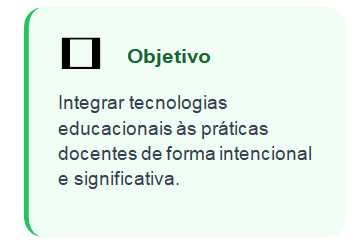 Objetivo
Integrar tecnologias
educacionais às práticas
docentes de forma intencional
e significativa.